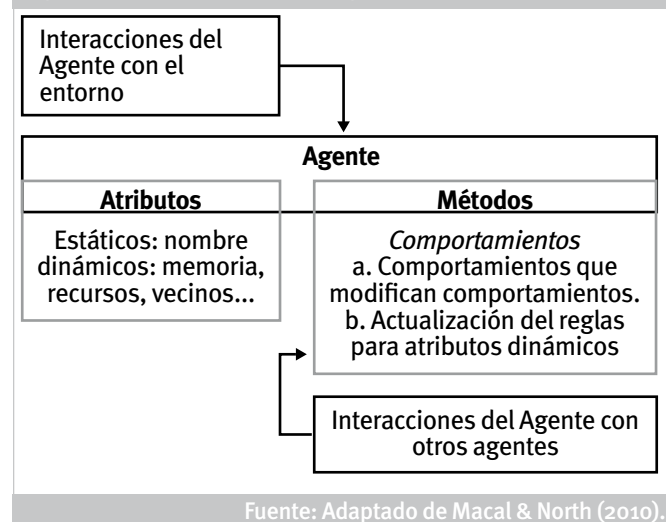 Interacciones del
Agente con el
entorno
Agente
Atributos
Estáticos: nombre
dinámicos: memoria,
recursos, vecinos...
Métodos
Comportamientos
a. Comportamientos que
modifican comportamientos.
b. Actualización del reglas
para atributos dinámicos
Interacciones del Agente con
otros agentes
Fuente: Adaptado de Macal & North (2010).